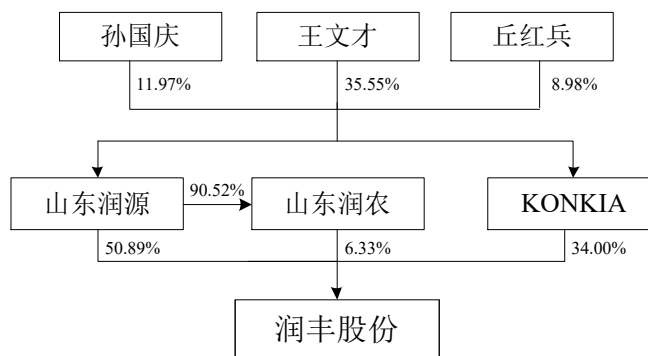 孙国庆
王文才
丘红兵
11.97%
35.55%
8.98%
山东润源
90.52%
山东润农
KONKIA
50.89%
6.33%
34.00%
润丰股份